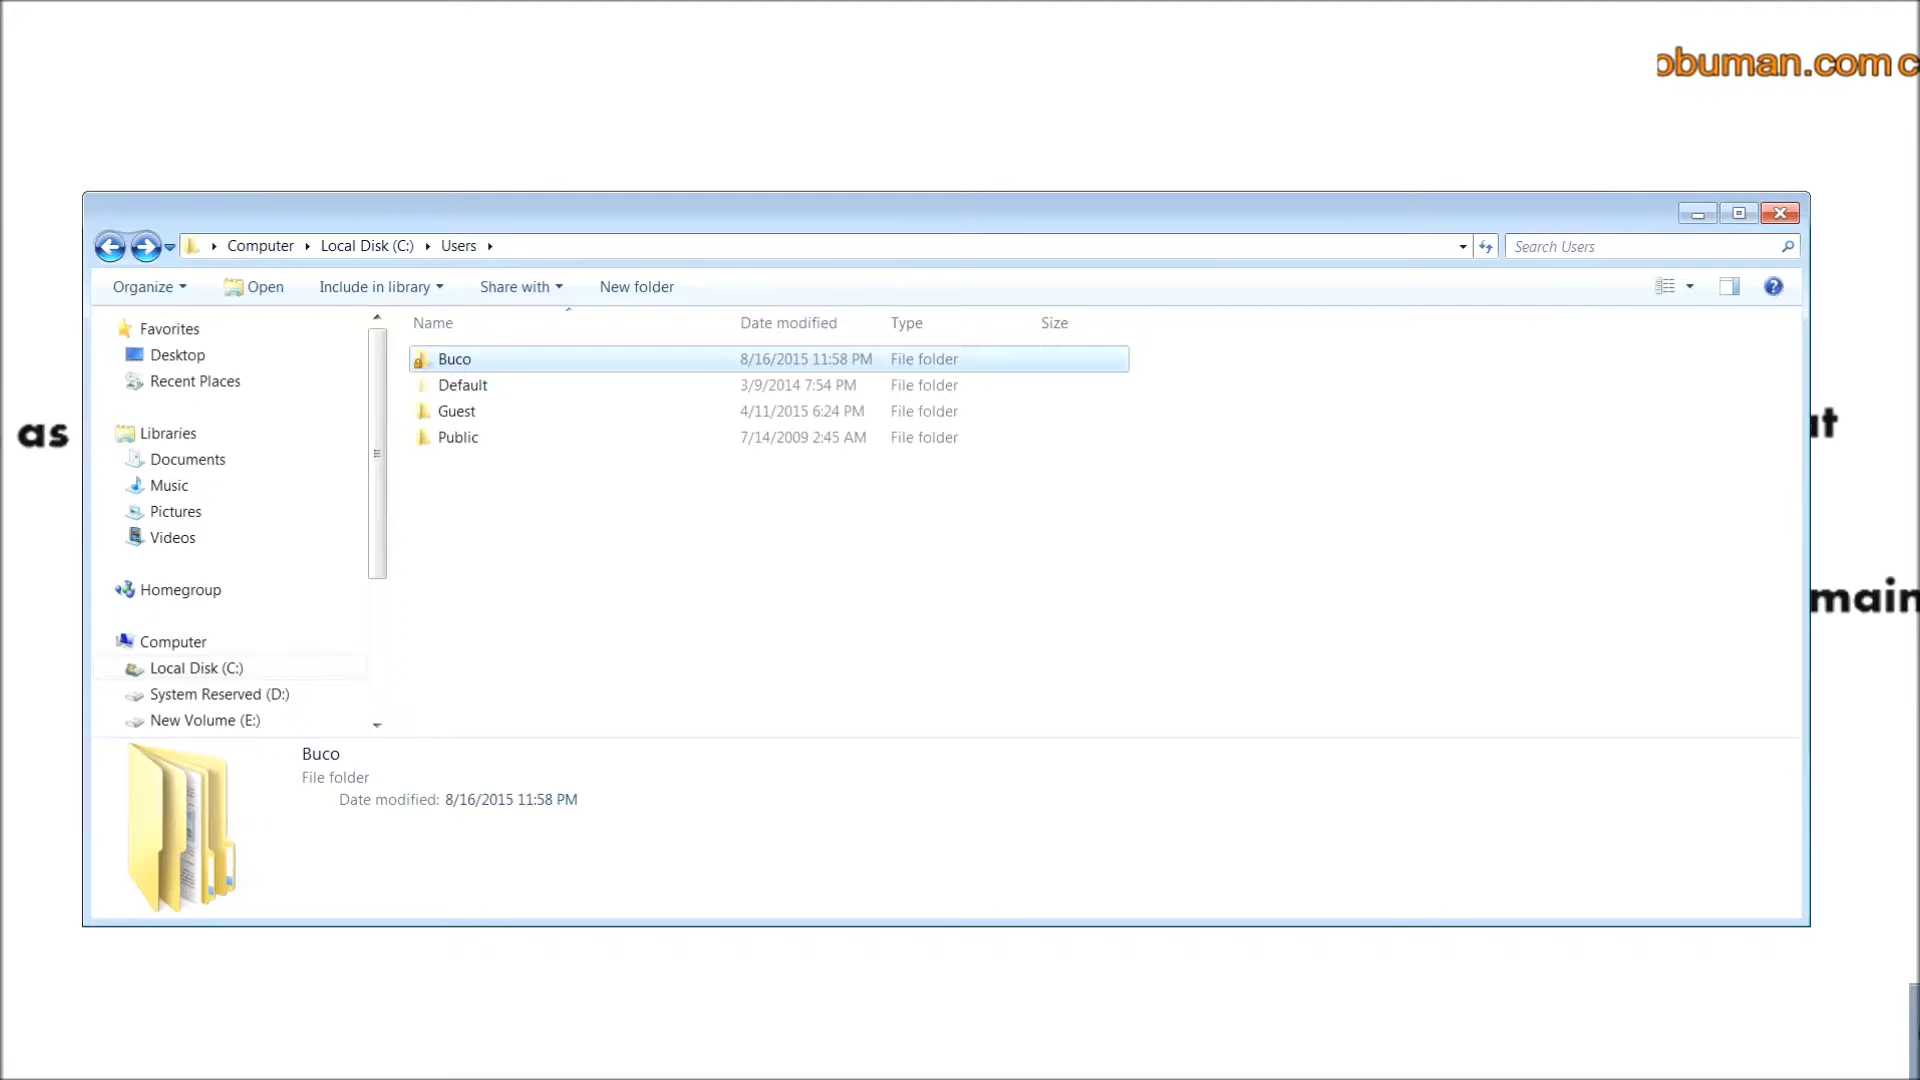 obuman.com c
Computer Local Disk (C:) Users
Search Users
Organize Open Include in library Share with New folder
Name Date modified Type Size
Buco 8/16/2015 11:58 PM File folder
Default 3/9/2014 7:54 PM File folder
Guest 4/11/2015 6:24 PM File folder
Public 7/14/2009 2:45 AM File folder
Favorites
Desktop
Recent Places
Libraries
Documents
Music
Pictures
Videos
Homegroup
Computer
Local Disk (C:)
System Reserved (D:)
New Volume (E:)
as
at
main
Buco
File folder
Date modified: 8/16/2015 11:58 PM